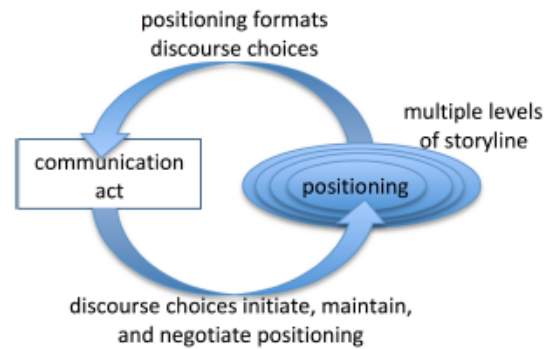 positioning formats
discourse choices
multiple levels
of storyline
communication
act
positioning
discourse choices initiate, maintain,
and negotiate positioning